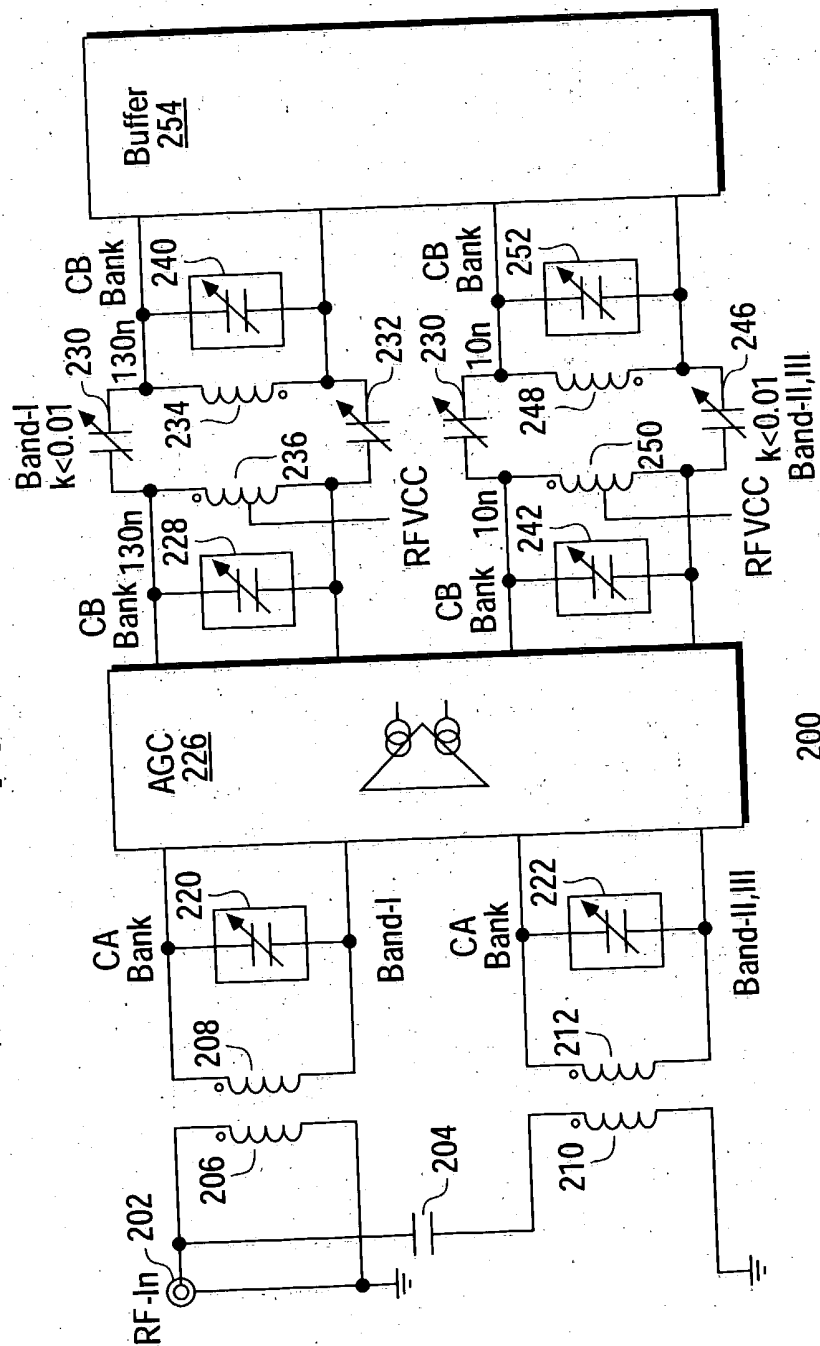 RF-In 202
206
208
204
210
212
CA
Bank
220
Band-I
CA
Bank
222
Band-II,III
AGC
226
CB
Bank
130n
228
RFVCC
236
234
Band-I
k<0.01
230
130n
232
CB
Bank
240
CB
Bank
10n
242
RFVCC
250
248
230
10n
246
k<0.01
Band-II,III
CB
Bank
252
Buffer
254
200